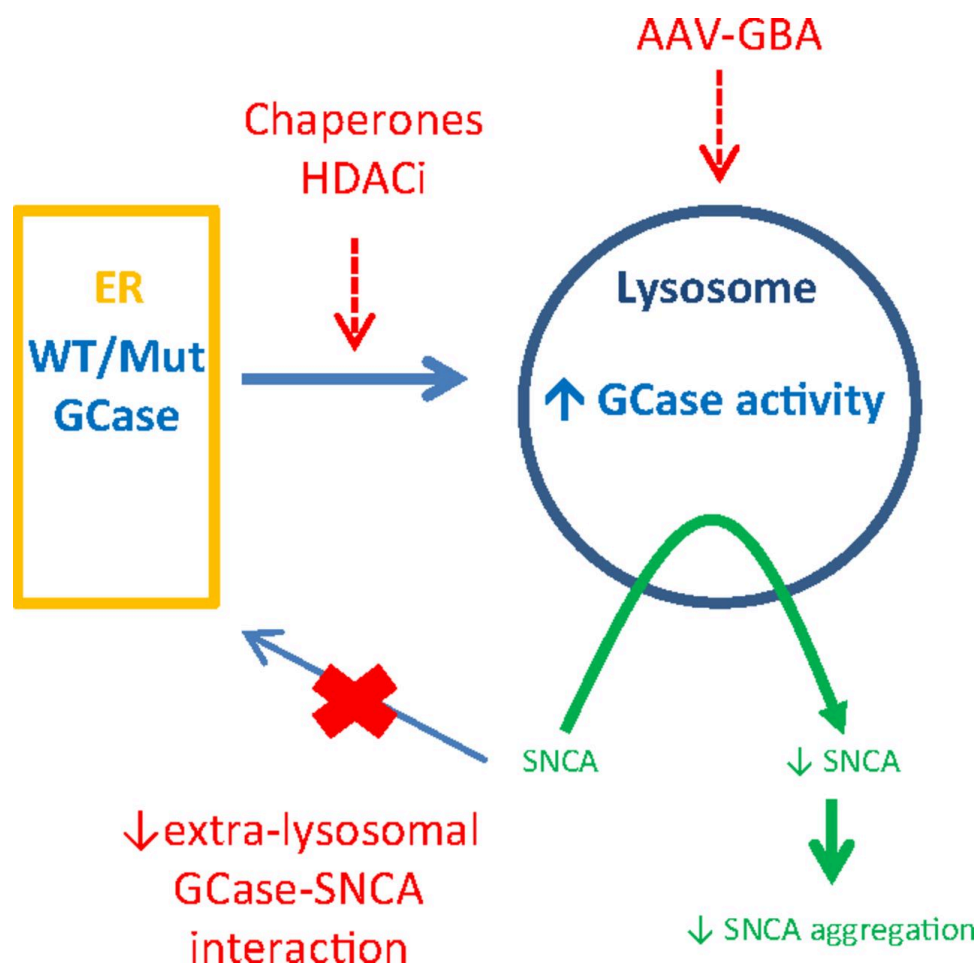 AAV-GBA
Chaperones
HDACi
ER
WT/Mut
GCase
Lysosome
↑ GCase activity
SNCA
↓ SNCA
↓extra-lysosomal
GCase-SNCA
interaction
↓ SNCA aggregation